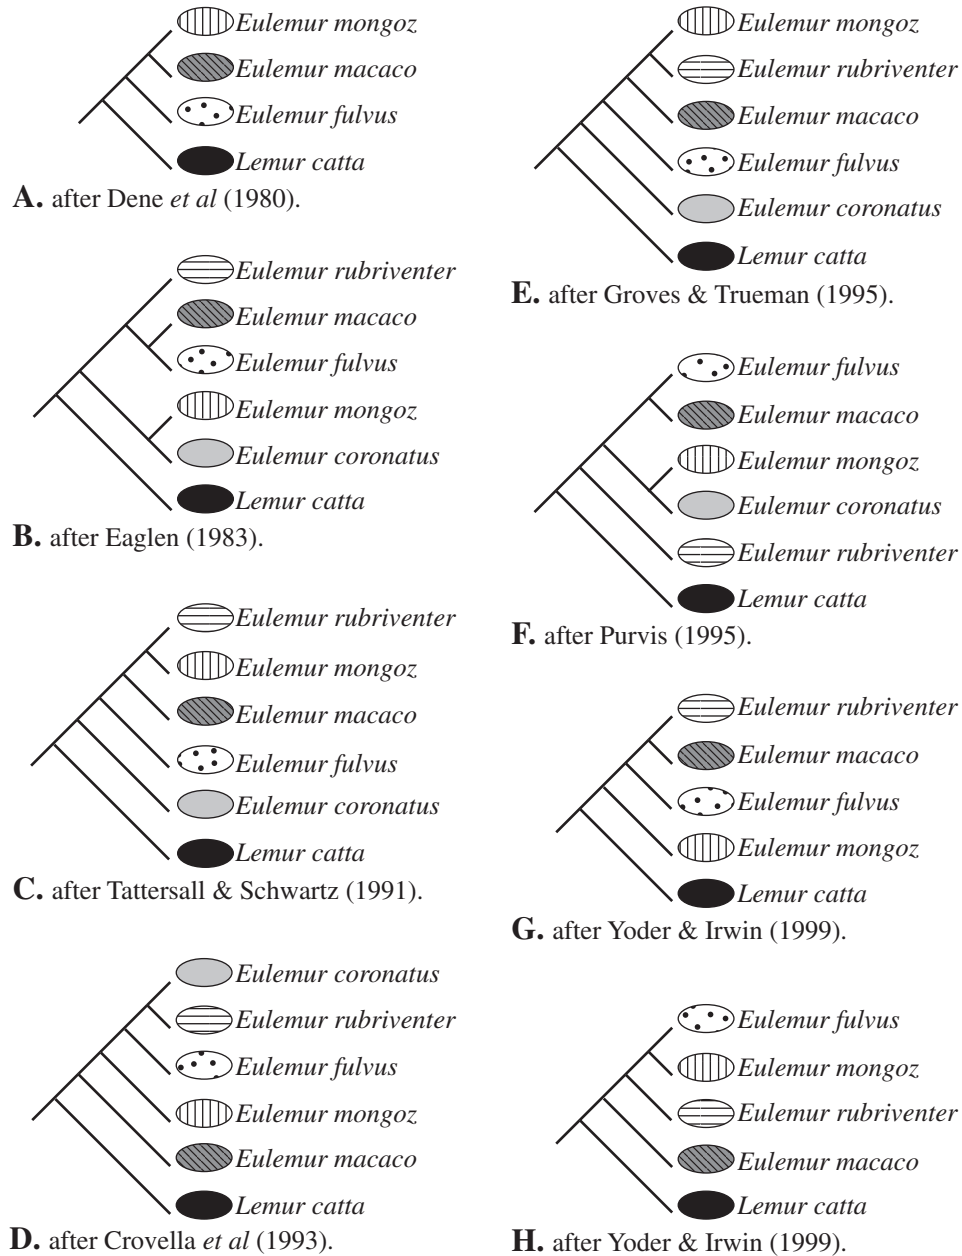 Eulemur mongoz
Eulemur macaco
Eulemur fulvus
Lemur catta
A. after Dene et al (1980).
Eulemur rubriventer
Eulemur macaco
Eulemur fulvus
Eulemur mongoz
Eulemur coronatus
Lemur catta
B. after Eaglen (1983).
Eulemur rubriventer
Eulemur mongoz
Eulemur macaco
Eulemur fulvus
Eulemur coronatus
Lemur catta
C. after Tattersall & Schwartz (1991).
Eulemur coronatus
Eulemur rubriventer
Eulemur fulvus
Eulemur mongoz
Eulemur macaco
Lemur catta
D. after Crovella et al (1993).
Eulemur mongoz
Eulemur rubriventer
Eulemur macaco
Eulemur fulvus
Eulemur coronatus
Lemur catta
E. after Groves & Trueman (1995).
Eulemur fulvus
Eulemur macaco
Eulemur mongoz
Eulemur coronatus
Eulemur rubriventer
Lemur catta
F. after Purvis (1995).
Eulemur rubriventer
Eulemur macaco
Eulemur fulvus
Eulemur mongoz
Lemur catta
G. after Yoder & Irwin (1999).
Eulemur fulvus
Eulemur mongoz
Eulemur rubriventer
Eulemur macaco
Lemur catta
H. after Yoder & Irwin (1999).